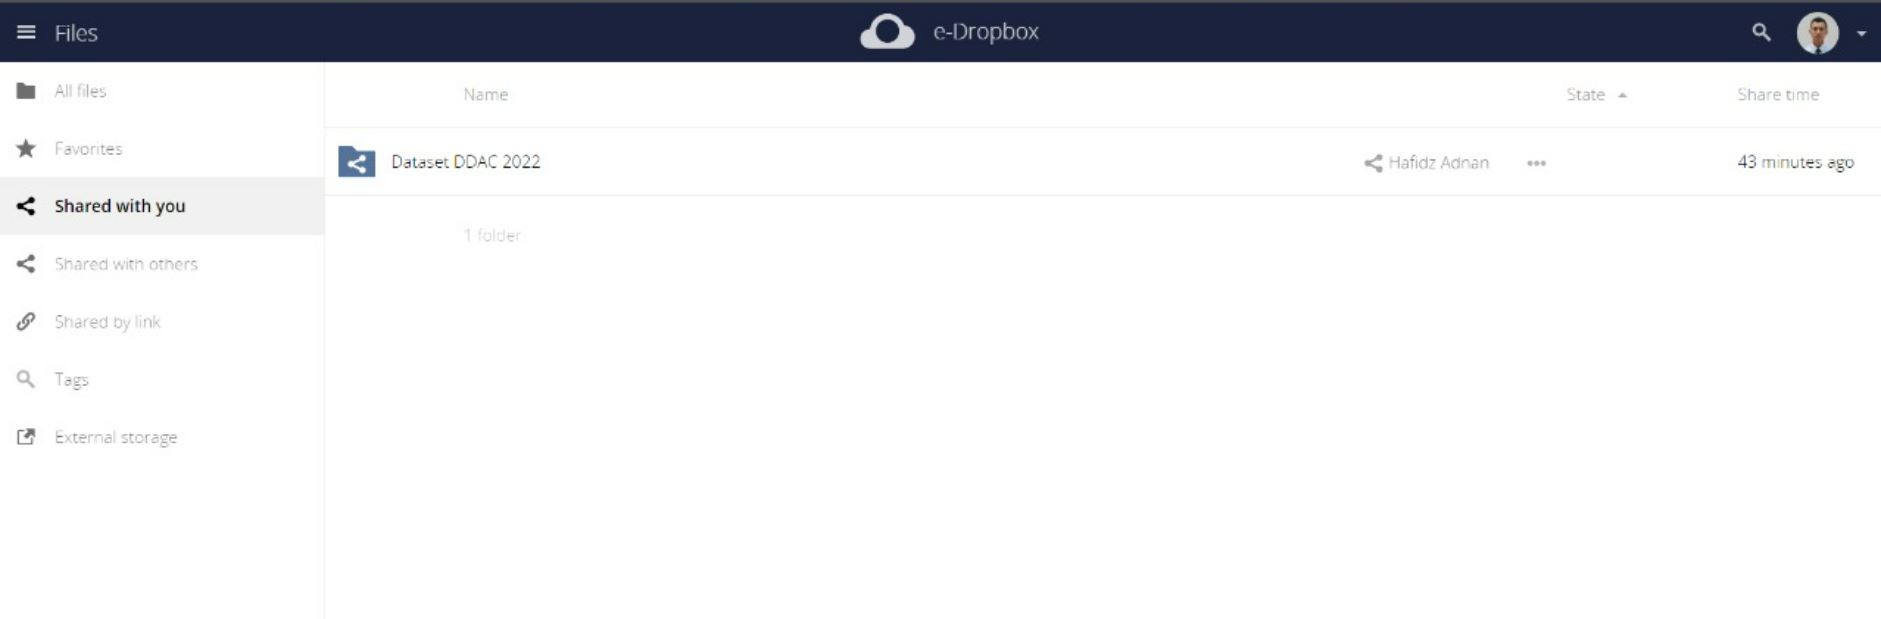 Files
e-Dropbox
All files
Favorites
Shared with you
Shared with others
Shared by link
Tags
External storage
Name State Share time
Dataset DDAC 2022 Hafidz Adnan 43 minutes ago
1 folder